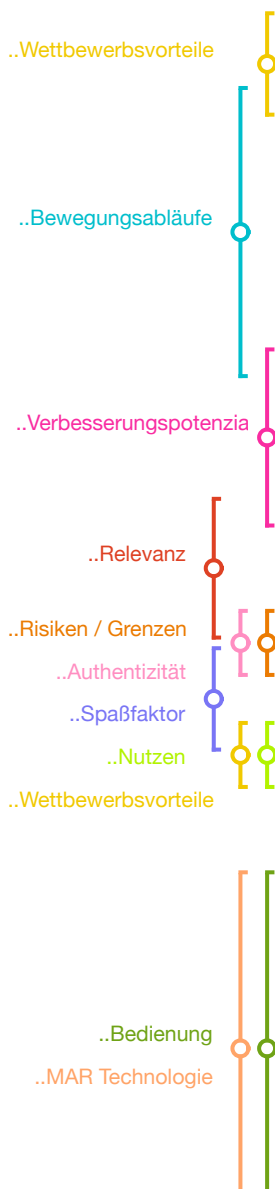 ..Wettbewerbsvorteile
..Bewegungsabläufe
..Verbesserungspotenzia
..Relevanz
..Risiken / Grenzen
..Authentizität
..Spaßfaktor
..Nutzen
..Wettbewerbsvorteile
..Bedienung
..MAR Technologie